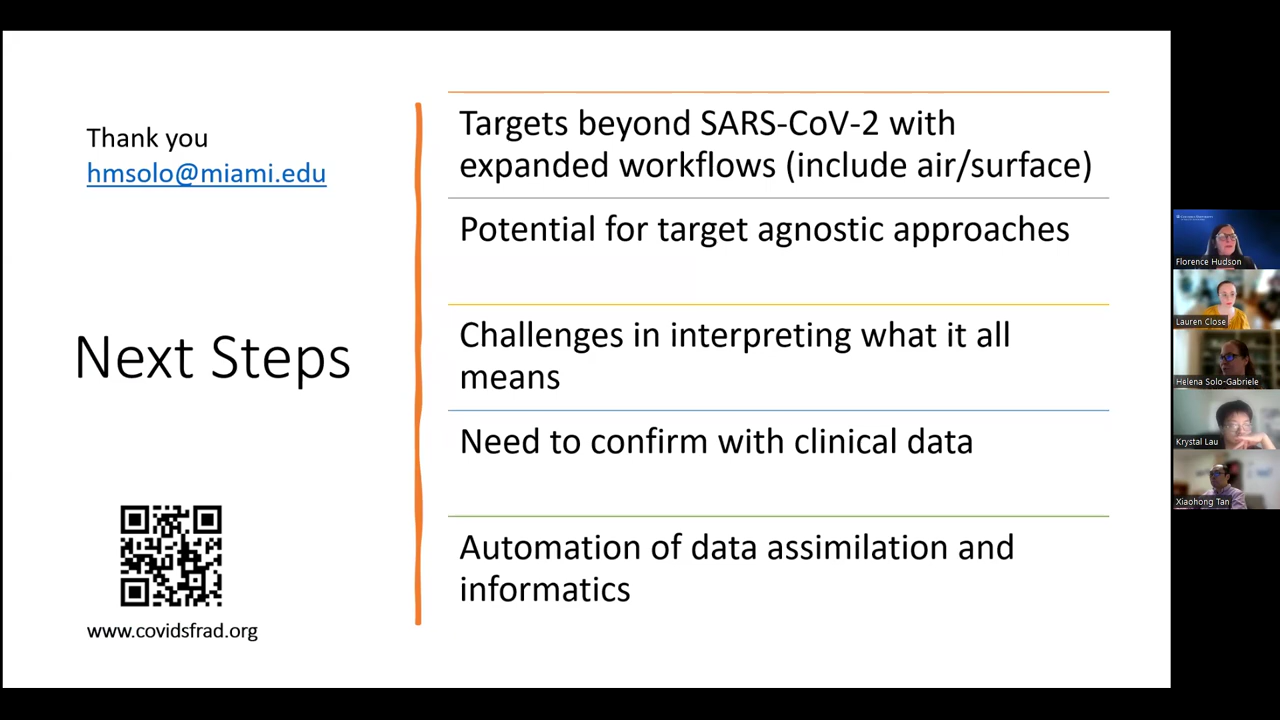 Thank you
hmsolo@miami.edu
Next Steps
www.covidsfrad.org
Targets beyond SARS-CoV-2 with
expanded workflows (include air/surface)
Potential for target agnostic approaches
Challenges in interpreting what it all
means
Need to confirm with clinical data
Automation of data assimilation and
informatics
Florence Hudson
Lauren Close
Helena Solo-Gabriele
Krystal Lau
Xiaohong Tan